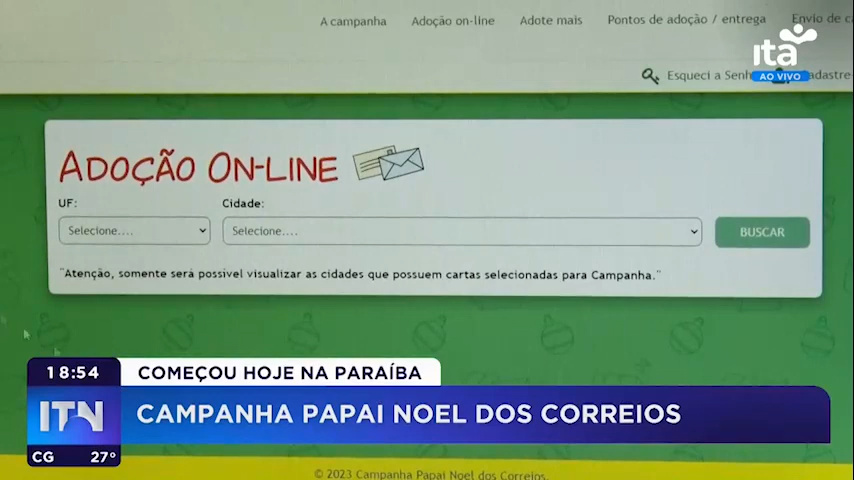 A campanha
Adoção on-line
Adote mais
Pontos de adoção / entrega
Envio de
ita
AO VIVO
Esqueci a
ADOÇÃO ON-LINE
UF:
Cidade:
Selecione....
Selecione....
BUSCAR
"Atenção, somente será possível visualizar as cidades que possuem cartas selecionadas para Campanha."
18:54
COMEÇOU HOJE NA PARAÍBA
ITN
CAMPANHA PAPAI NOEL DOS CORREIOS
CG
27°
© 2023 Campanha Papai Noel dos Correios.